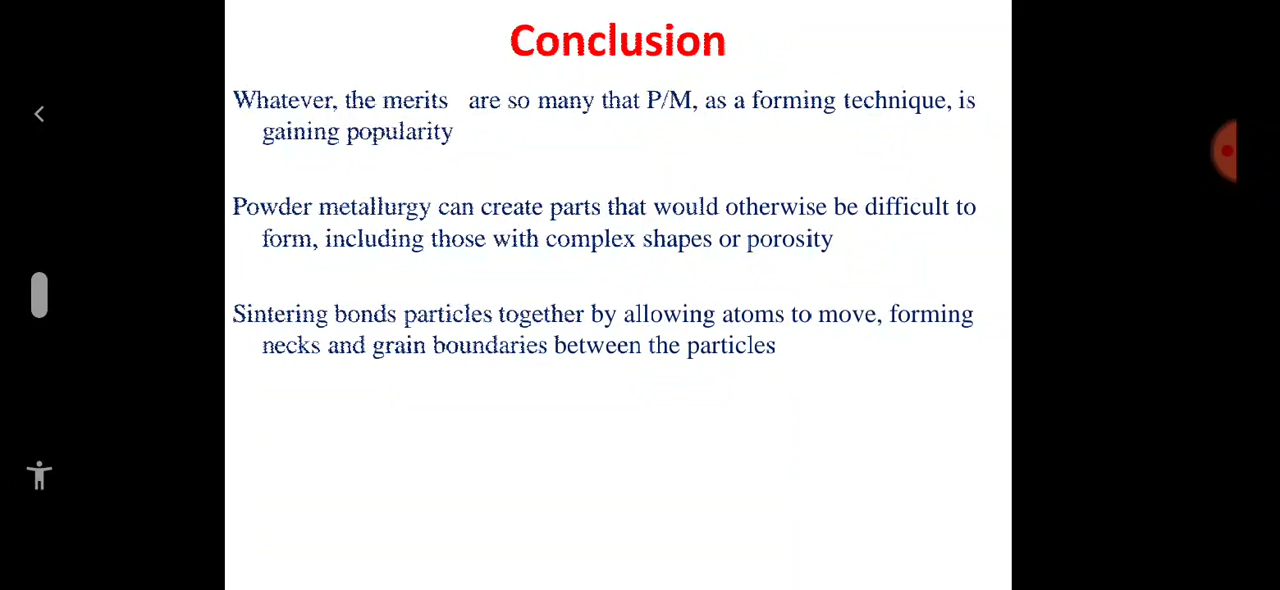 Conclusion
Whatever, the merits are so many that P/M, as a forming technique, is
gaining popularity
Powder metallurgy can create parts that would otherwise be difficult to
form, including those with complex shapes or porosity
Sintering bonds particles together by allowing atoms to move, forming
necks and grain boundaries between the particles